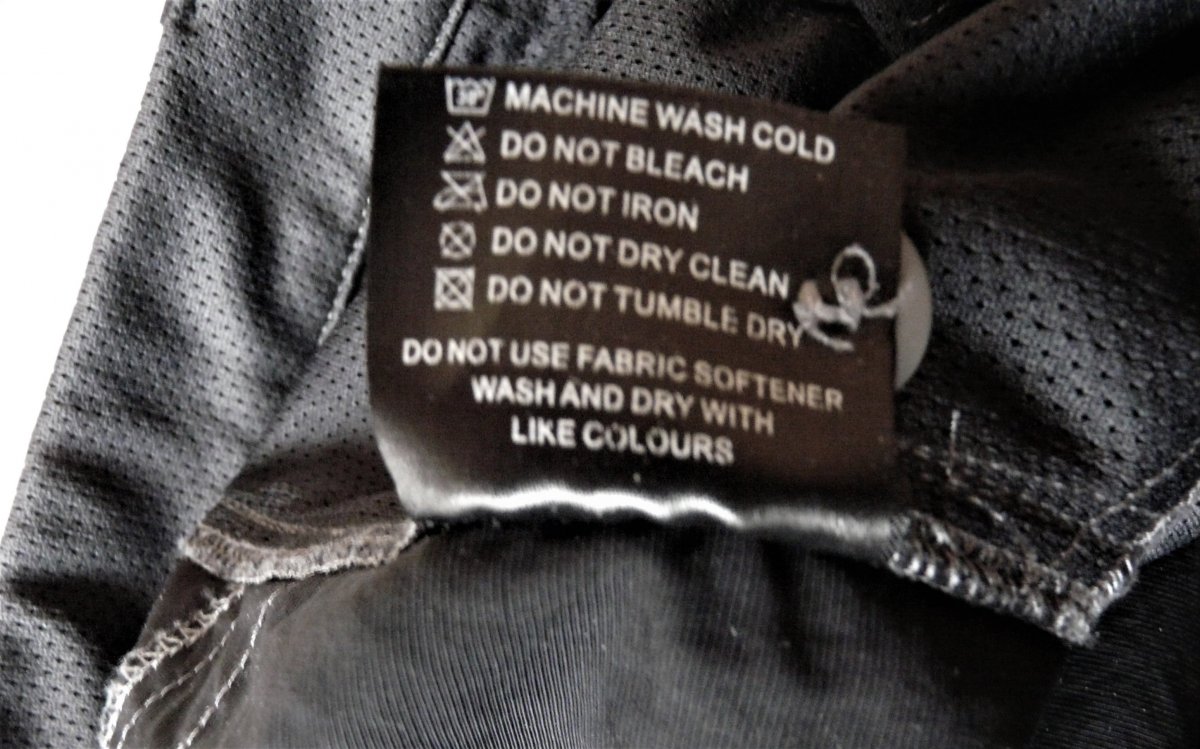 MACHINE WASH COLD
DO NOT BLEACH
DO NOT IRON
DO NOT DRY CLEAN
DO NOT TUMBLE DRY
DO NOT USE FABRIC SOFTENER
WASH AND DRY WITH
LIKE COLOURS